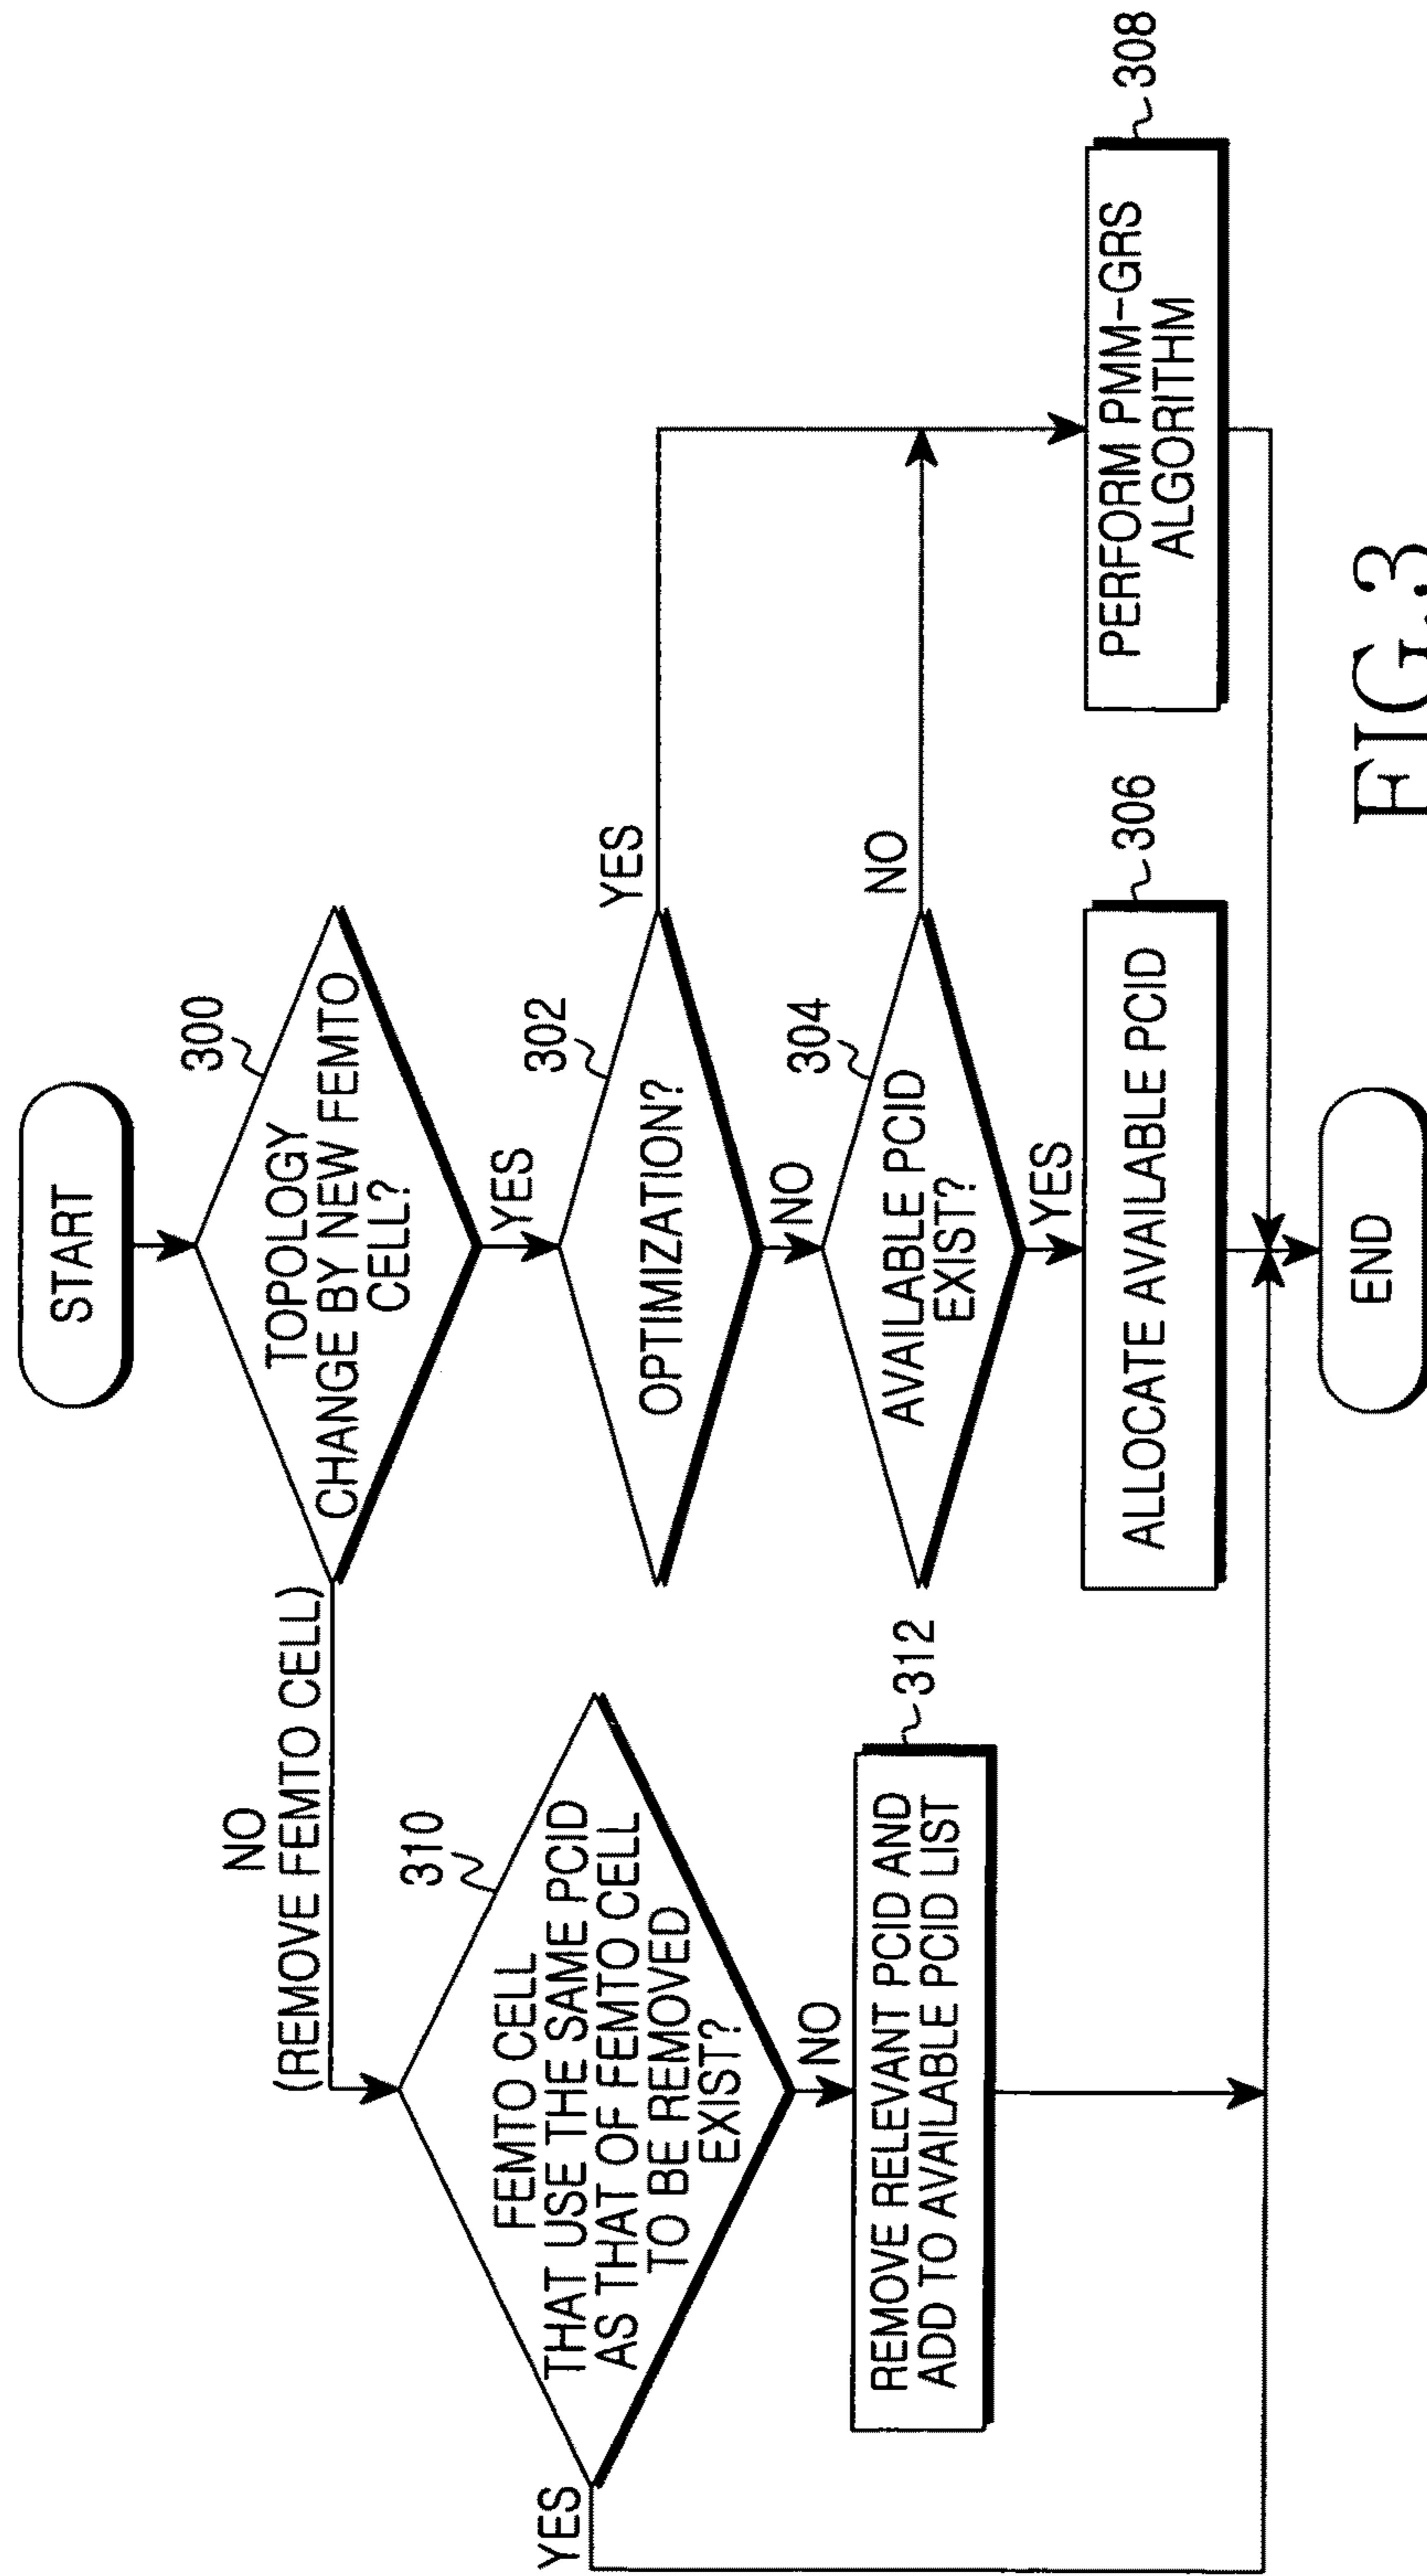 START
300
TOPOLOGY
CHANGE BY NEW FEMTO
CELL?
NO
(REMOVE FEMTO CELL)
YES
302
OPTIMIZATION?
YES
NO
304
AVAILABLE PCID
EXIST?
NO
YES
310
FEMTO CELL
THAT USE THE SAME PCID
AS THAT OF FEMTO CELL
TO BE REMOVED
EXIST?
YES
NO
312
REMOVE RELEVANT PCID AND
ADD TO AVAILABLE PCID LIST
306
ALLOCATE AVAILABLE PCID
308
PERFORM PMM-GRS
ALGORITHM
END
FIG.3